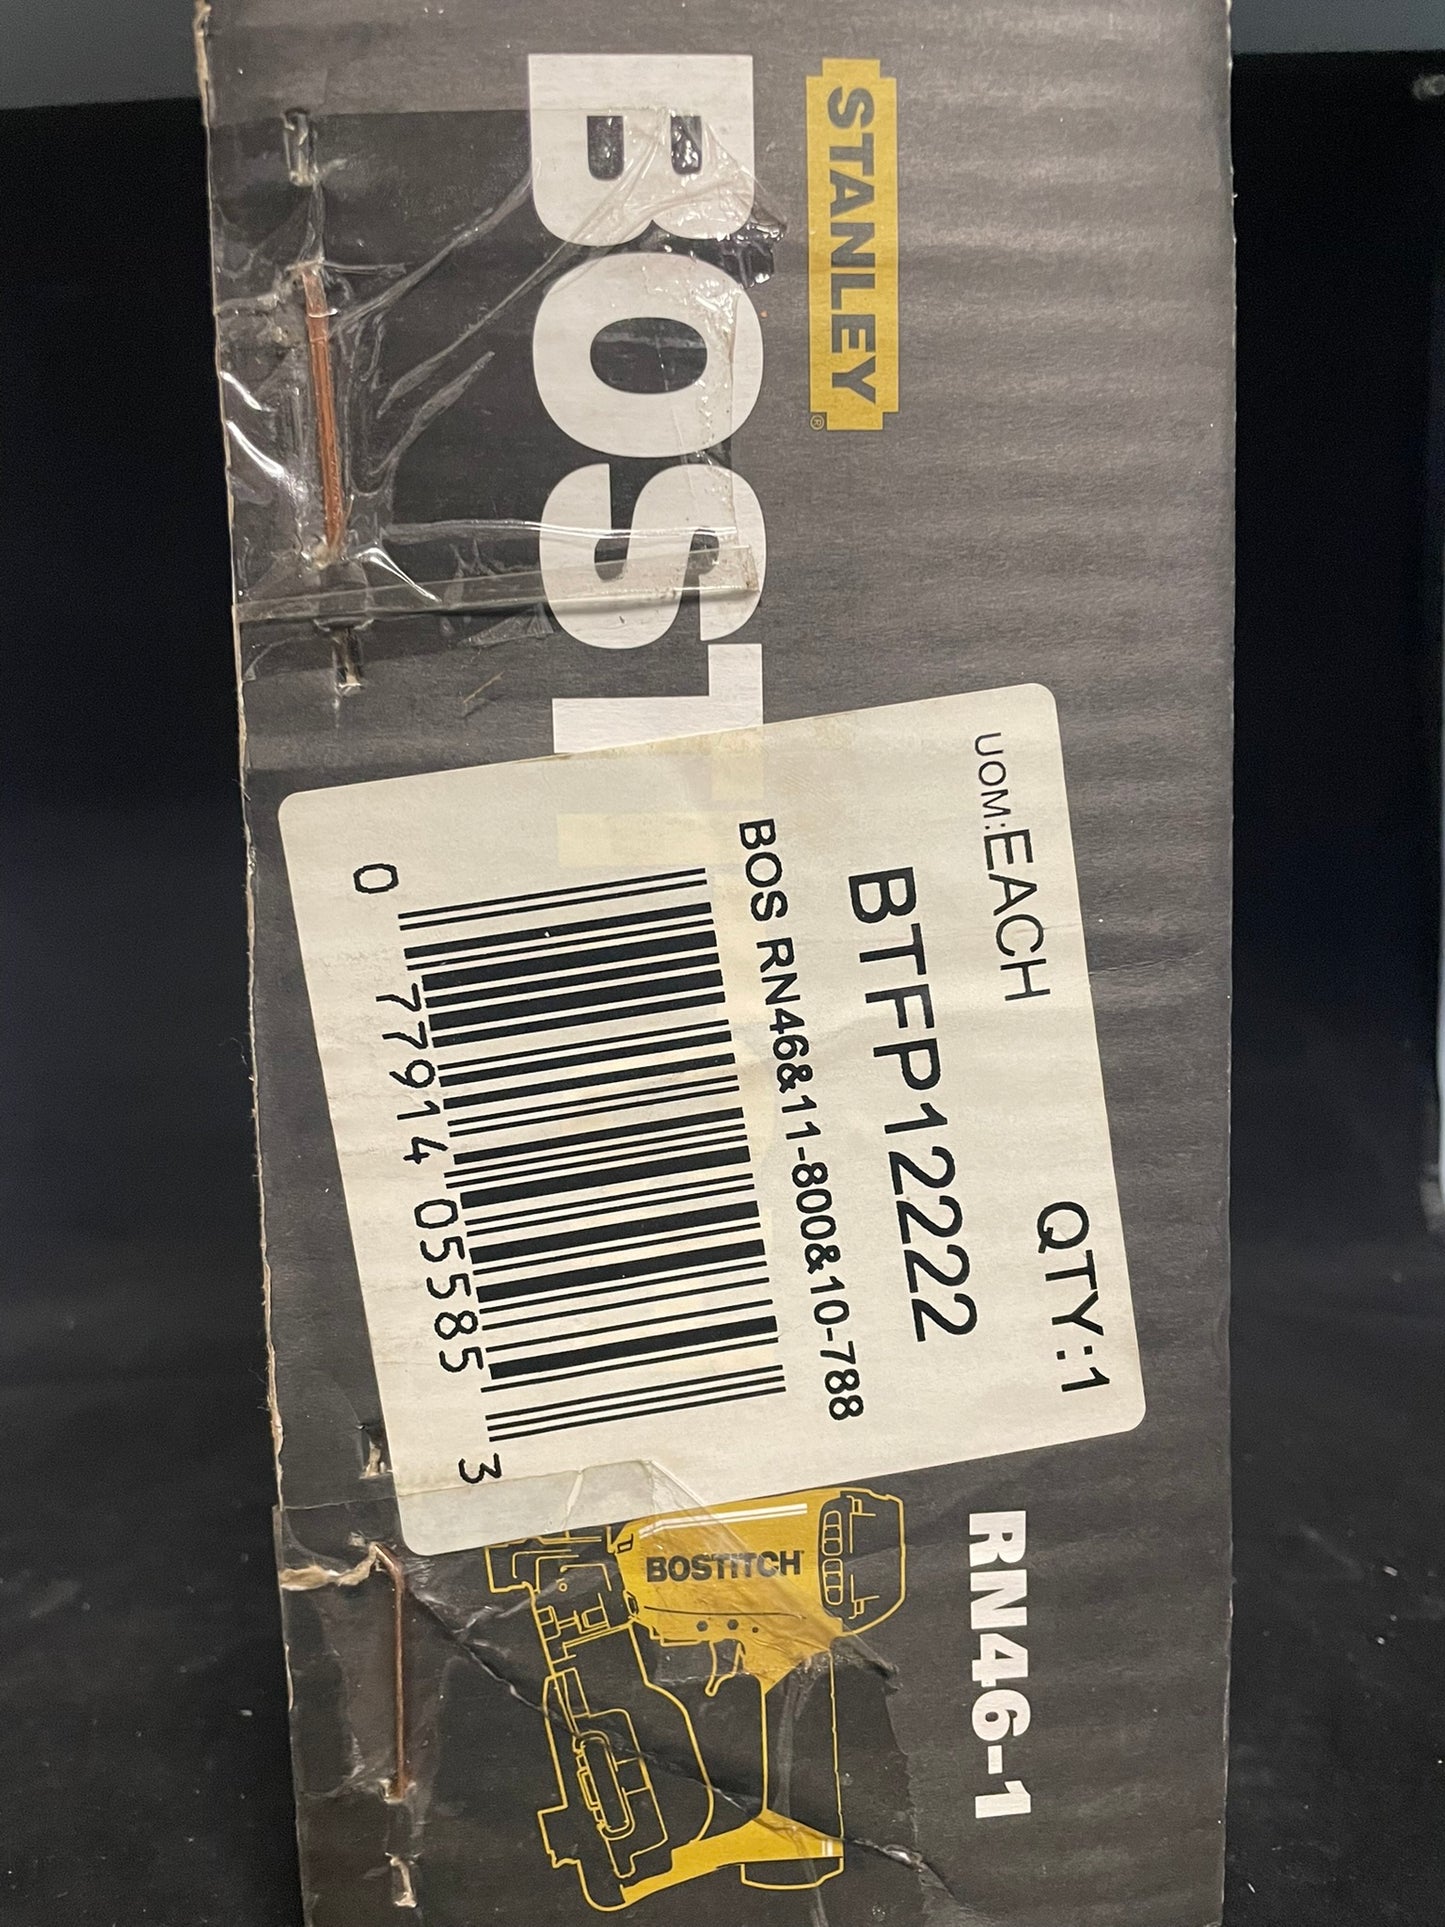 STANLEY®
BOST
UOM:EACH QTY:1
BTFP12222
BOS RN46&11-800&10-788
0 77914 05585 3
RN46-1
BOSTITCH